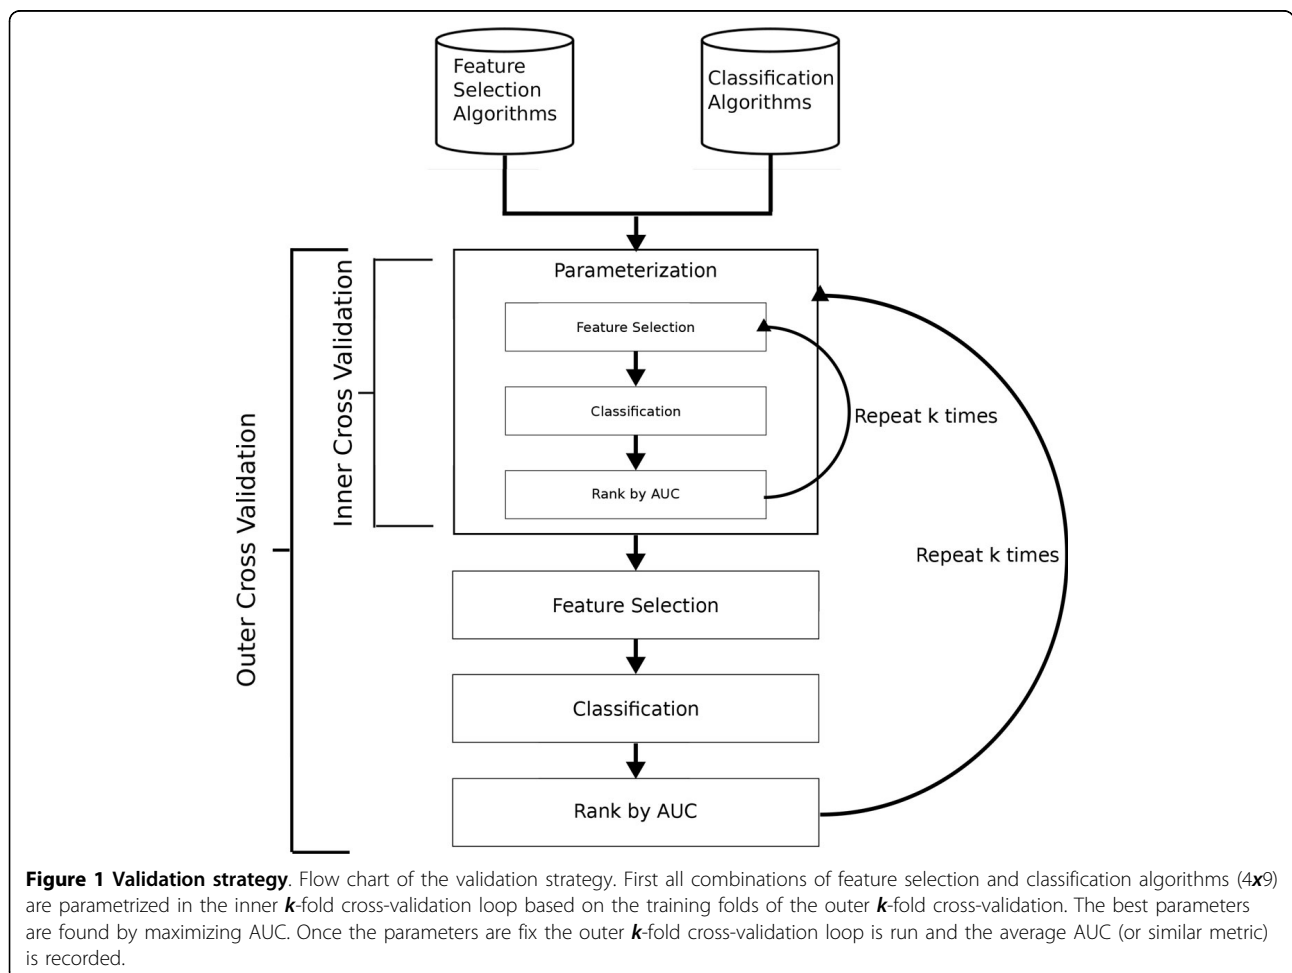 Feature
Selection
Algorithms
Classification
Algorithms
Parameterization
Feature Selection
Classification
Rank by AUC
Repeat k times
Inner Cross Validation
Outer Cross Validation
Repeat k times
Feature Selection
Classification
Rank by AUC
Figure 1 Validation strategy. Flow chart of the validation strategy. First all combinations of feature selection and classification algorithms (4x9)
are parametrized in the inner k-fold cross-validation loop based on the training folds of the outer k-fold cross-validation. The best parameters
are found by maximizing AUC. Once the parameters are fix the outer k-fold cross-validation loop is run and the average AUC (or similar metric)
is recorded.